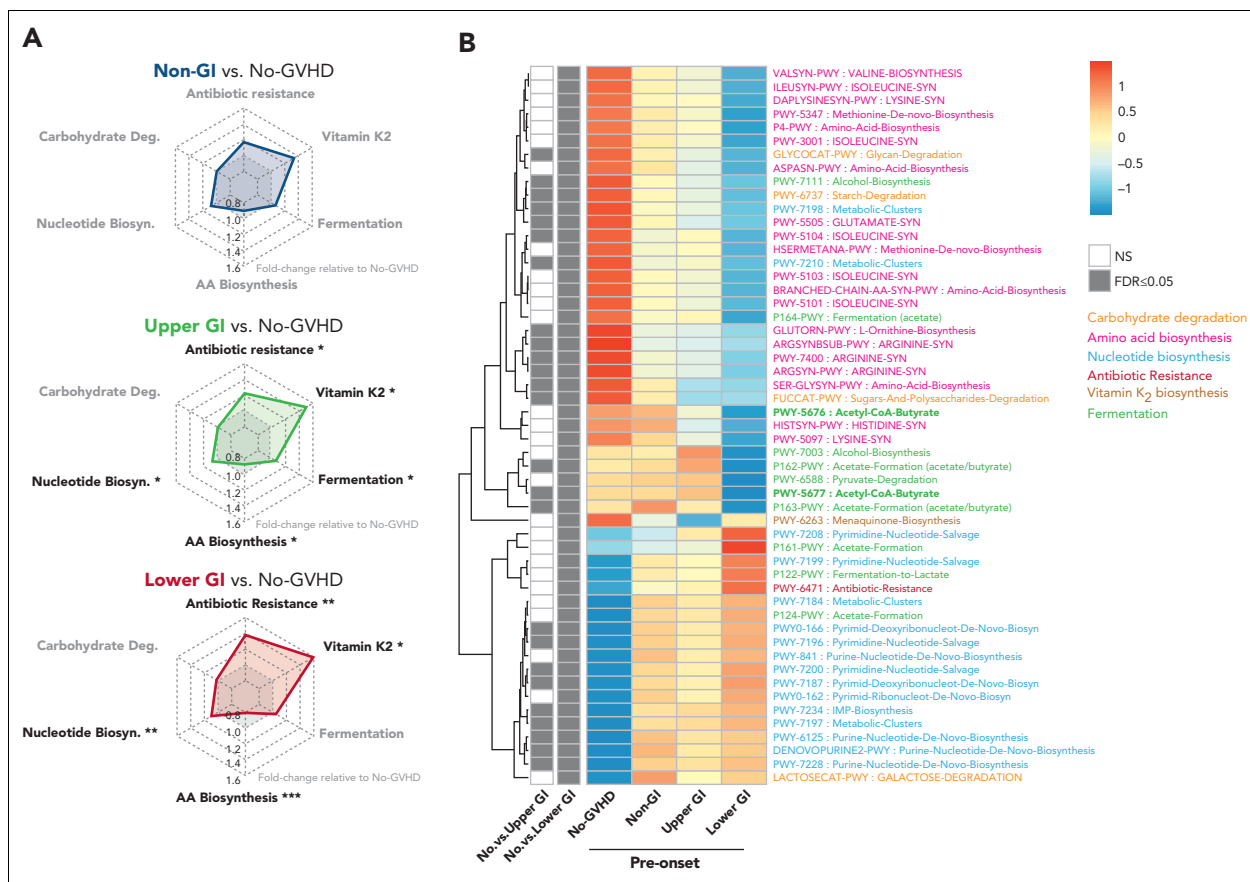 A
Non-GI vs. No-GVHD
Antibiotic resistance
Carbohydrate Deg.
Vitamin K2
Nucleotide Biosyn.
Fermentation
0.8
1.0
1.2
1.4
1.6
Fold-change relative to No-GVHD
AA Biosynthesis
Upper GI vs. No-GVHD
Antibiotic resistance *
Carbohydrate Deg.
Vitamin K2 *
Nucleotide Biosyn. *
Fermentation *
0.8
1.0
1.2
1.4
1.6
Fold-change relative to No-GVHD
AA Biosynthesis *
Lower GI vs. No-GVHD
Antibiotic Resistance **
Carbohydrate Deg.
Vitamin K2 *
Nucleotide Biosyn. **
Fermentation
0.8
1.0
1.2
1.4
1.6
Fold-change relative to No-GVHD
AA Biosynthesis ***
B
VALSYN-PWY : VALINE-BIOSYNTHESIS
ILEUSYN-PWY : ISOLEUCINE-SYN
DAPLYSINESYN-PWY : LYSINE-SYN
PWY-5347 : Methionine-De-novo-Biosynthesis
P4-PWY : Amino-Acid-Biosynthesis
PWY-3001 : ISOLEUCINE-SYN
GLYCOCAT-PWY : Glycan-Degradation
ASPASN-PWY : Amino-Acid-Biosynthesis
PWY-7111 : Alcohol-Biosynthesis
PWY-6737 : Starch-Degradation
PWY-7198 : Metabolic-Clusters
PWY-5505 : GLUTAMATE-SYN
PWY-5104 : ISOLEUCINE-SYN
HSERMETANA-PWY : Methionine-De-novo-Biosynthesis
PWY-7210 : Metabolic-Clusters
PWY-5103 : ISOLEUCINE-SYN
BRANCHED-CHAIN-AA-SYN-PWY : Amino-Acid-Biosynthesis
PWY-5101 : ISOLEUCINE-SYN
P164-PWY : Fermentation (acetate)
GLUTORN-PWY : L-Ornithine-Biosynthesis
ARGSYNBSUB-PWY : ARGININE-SYN
PWY-7400 : ARGININE-SYN
ARGSYN-PWY : ARGININE-SYN
SER-GLYSYN-PWY : Amino-Acid-Biosynthesis
FUCCAT-PWY : Sugars-And-Polysaccharides-Degradation
PWY-5676 : Acetyl-CoA-Butyrate
HISTSYN-PWY : HISTIDINE-SYN
PWY-5097 : LYSINE-SYN
PWY-7003 : Alcohol-Biosynthesis
P162-PWY : Acetate-Formation (acetate/butyrate)
PWY-6588 : Pyruvate-Degradation
PWY-5677 : Acetyl-CoA-Butyrate
P163-PWY : Acetate-Formation (acetate/butyrate)
PWY-6263 : Menaquinone-Biosynthesis
PWY-7208 : Pyrimidine-Nucleotide-Salvage
P161-PWY : Acetate-Formation
PWY-7199 : Pyrimidine-Nucleotide-Salvage
P122-PWY : Fermentation-to-Lactate
PWY-6471 : Antibiotic-Resistance
PWY-7184 : Metabolic-Clusters
P124-PWY : Acetate-Formation
PWY0-166 : Pyrimid-Deoxyribonucleot-De-Novo-Biosyn
PWY-7196 : Pyrimidine-Nucleotide-Salvage
PWY-841 : Purine-Nucleotide-De-Novo-Biosynthesis
PWY-7200 : Pyrimidine-Nucleotide-Salvage
PWY-7187 : Pyrimid-Deoxyribonucleot-De-Novo-Biosyn
PWY0-162 : Pyrimid-Ribonucleot-De-Novo-Biosyn
PWY-7234 : IMP-Biosynthesis
PWY-7197 : Metabolic-Clusters
PWY-6125 : Purine-Nucleotide-De-Novo-Biosynthesis
DENOVOPURINE2-PWY : Purine-Nucleotide-De-Novo-Biosynthesis
PWY-7228 : Purine-Nucleotide-De-Novo-Biosynthesis
LACTOSECAT-PWY : GALACTOSE-DEGRADATION
No.vs.Upper GI
No.vs.Lower GI
No-GVHD
Non-GI
Upper GI
Lower GI
Pre-onset
1
0.5
0
−0.5
−1
NS
FDR≤0.05
Carbohydrate degradation
Amino acid biosynthesis
Nucleotide biosynthesis
Antibiotic Resistance
Vitamin K2 biosynthesis
Fermentation